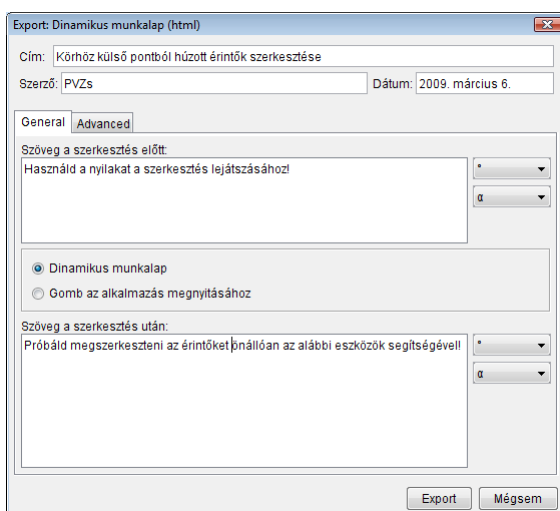 Export: Dinamikus munkalap (html)
Cím: Körhöz külső pontból húzott érintők szerkesztése
Szerző: PVZs Dátum: 2009. március 6.
General Advanced
Szöveg a szerkesztés előtt:
Használd a nyilakat a szerkesztés lejátszásához!
°
α
Dinamikus munkalap
Gomb az alkalmazás megnyitásához
Szöveg a szerkesztés után:
Próbáld megszerkeszteni az érintőket önállóan az alábbi eszközök segítségével!
°
α
Export Mégsem